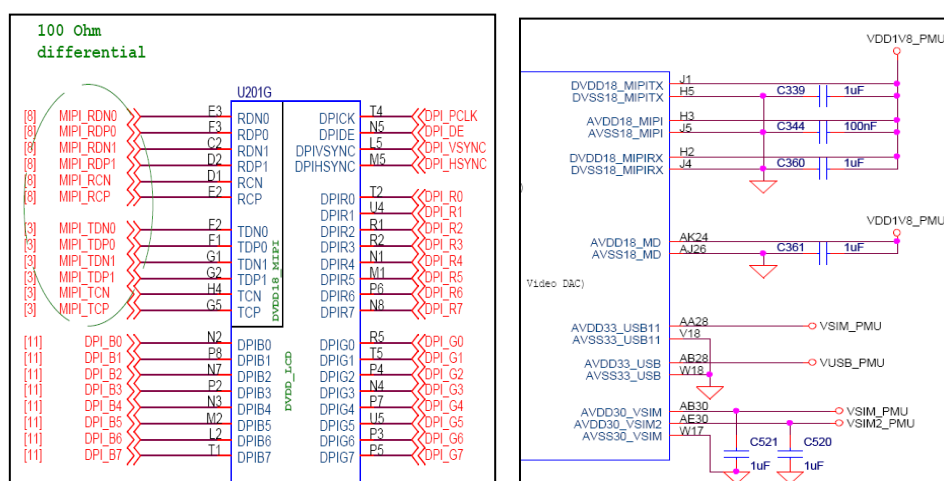 100 Ohm
differential
U201G
[8] MIPI_RDN0 E3 RDN0 DPICK T4 DPI_PCLK
[8] MIPI_RDP0 F3 RDP0 DPIDE N5 DPI_DE
[8] MIPI_RDN1 C2 RDN1 DPIVSYNC L5 DPI_VSYNC
[8] MIPI_RDP1 D2 RDP1 DPIHSYNC M5 DPI_HSYNC
[8] MIPI_RCN D1 RCN
[8] MIPI_RCP E2 RCP DPIR0 T2 DPI_R0
DPIR1 U4 DPI_R1
[3] MIPI_TDN0 F2 TDN0 DPIR2 R1 DPI_R2
[3] MIPI_TDP0 F1 TDP0 DPIR3 R2 DPI_R3
[3] MIPI_TDN1 G1 TDN1 DPIR4 N1 DPI_R4
[3] MIPI_TDP1 G2 TDP1 DPIR5 M1 DPI_R5
[3] MIPI_TCN H4 TCN DPIR6 P6 DPI_R6
[3] MIPI_TCP G5 TCP DPIR7 N8 DPI_R7
DVDD18_MIPI
[11] DPI_B0 N2 DPIB0 DPIG0 R5 DPI_G0
[11] DPI_B1 P8 DPIB1 DPIG1 T5 DPI_G1
[11] DPI_B2 N7 DPIB2 DPIG2 P4 DPI_G2
[11] DPI_B3 P2 DPIB3 DPIG3 N4 DPI_G3
[11] DPI_B4 N3 DPIB4 DPIG4 P7 DPI_G4
[11] DPI_B5 M2 DPIB5 DPIG5 U5 DPI_G5
[11] DPI_B6 L2 DPIB6 DPIG6 P3 DPI_G6
[11] DPI_B7 T1 DPIB7 DPIG7 P5 DPI_G7
DVDD_LCD
VDD1V8_PMU
DVDD18_MIPITX J1
DVSS18_MIPITX H5 C339 1uF
AVDD18_MIPI H3
AVSS18_MIPI J5 C344 100nF
DVDD18_MIPIRX H2
DVSS18_MIPIRX J4 C360 1uF
VDD1V8_PMU
AVDD18_MD AK24
AVSS18_MD AJ26 C361 1uF
Video DAC)
AVDD33_USB11 AA28 VSIM_PMU
AVSS33_USB11 V18
AVDD33_USB AB28 VUSB_PMU
AVSS33_USB W18
AVDD30_VSIM AB30 VSIM_PMU
AVDD30_VSIM2 AE30 VSIM2_PMU
AVSS30_VSIM W17
C521 C520
1uF 1uF